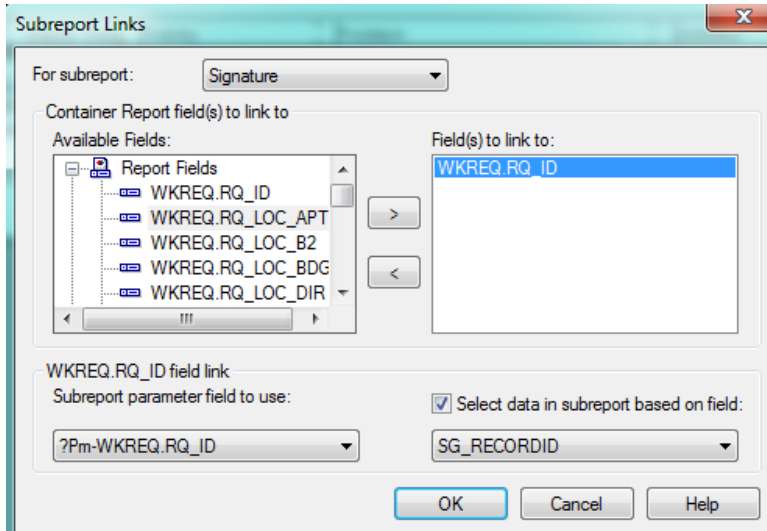 Subreport Links
X
For subreport:
Signature
Container Report field(s) to link to
Available Fields:
Field(s) to link to:
Report Fields
WKREQ.RQ_ID
WKREQ.RQ_LOC_APT
WKREQ.RQ_LOC_B2
WKREQ.RQ_LOC_BDG
WKREQ.RQ_LOC_DIR
>
<
WKREQ.RQ_ID
WKREQ.RQ_ID field link
Subreport parameter field to use:
Select data in subreport based on field:
?Pm-WKREQ.RQ_ID
SG_RECORDID
OK
Cancel
Help